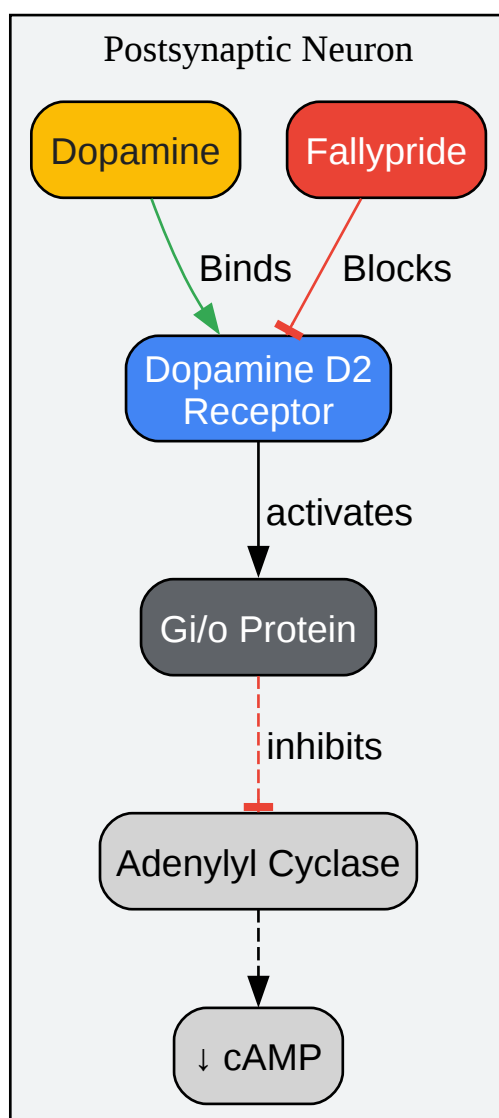 Postsynaptic Neuron
Dopamine
Fallypride
Binds
Blocks
Dopamine D2
Receptor
activates
Gi/o Protein
inhibits
Adenylyl Cyclase
↓ cAMP